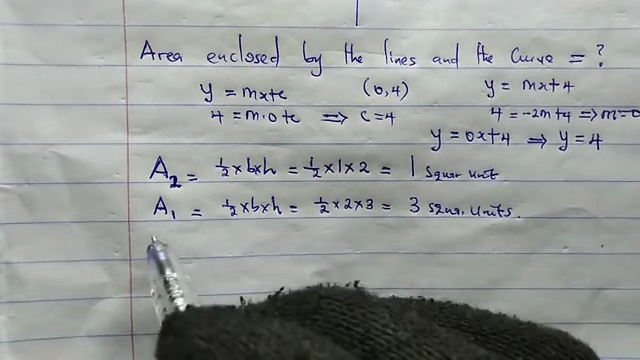 Area enclosed by the lines and the curve = ?
y = mx+c (0,4) y = mx+4
4 = m·0+c ⟹ c=4 4 = -2m+4 ⟹ m=0
y = 0x+4 ⟹ y = 4
A₂ = ½×b×h = ½×1×2 = 1 Squar unit
A₁ = ½×b×h = ½×2×3 = 3 squr. Units.